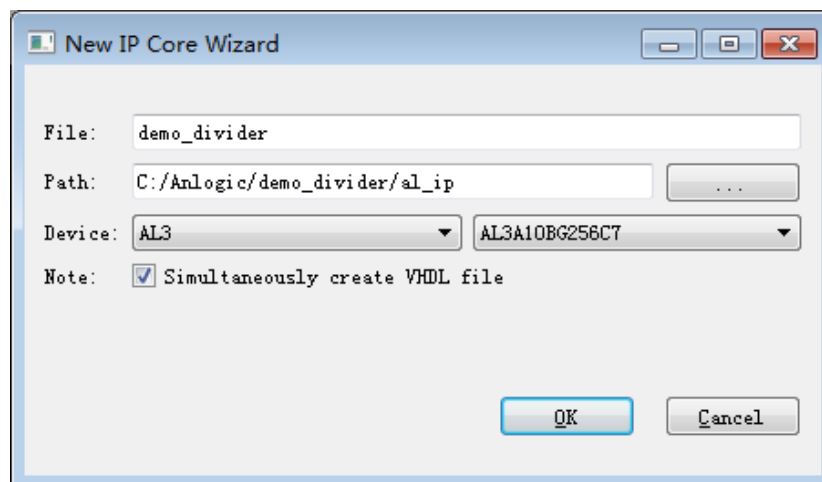 New IP Core Wizard
File: demo_divider
Path: C:/Anlogic/demo_divider/al_ip ...
Device: AL3 AL3A10BG256C7
Note: Simultaneously create VHDL file
OK Cancel